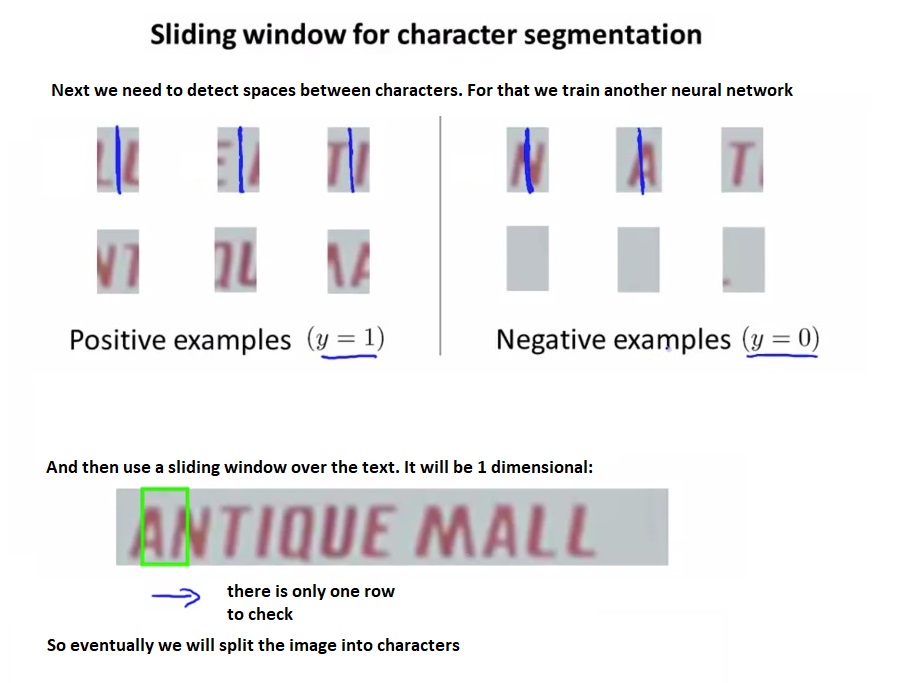 Sliding window for character segmentation
Next we need to detect spaces between characters. For that we train another neural network
L L E T I N A T
N T Q U M A
Positive examples (y = 1) Negative examples (y = 0)
And then use a sliding window over the text. It will be 1 dimensional:
ANTIQUE MALL
there is only one row
to check
So eventually we will split the image into characters